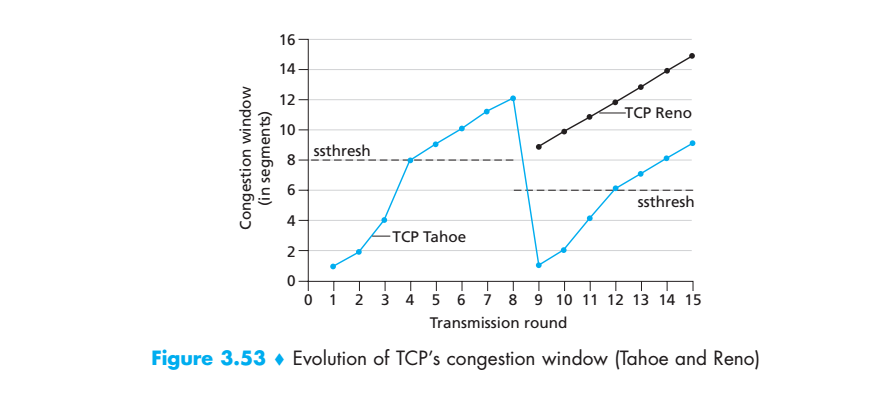 16
14
12
10
8
6
4
2
0
Congestion window
(in segments)
ssthresh
TCP Reno
ssthresh
TCP Tahoe
0 1 2 3 4 5 6 7 8 9 10 11 12 13 14 15
Transmission round
Figure 3.53 ♦ Evolution of TCP’s congestion window (Tahoe and Reno)